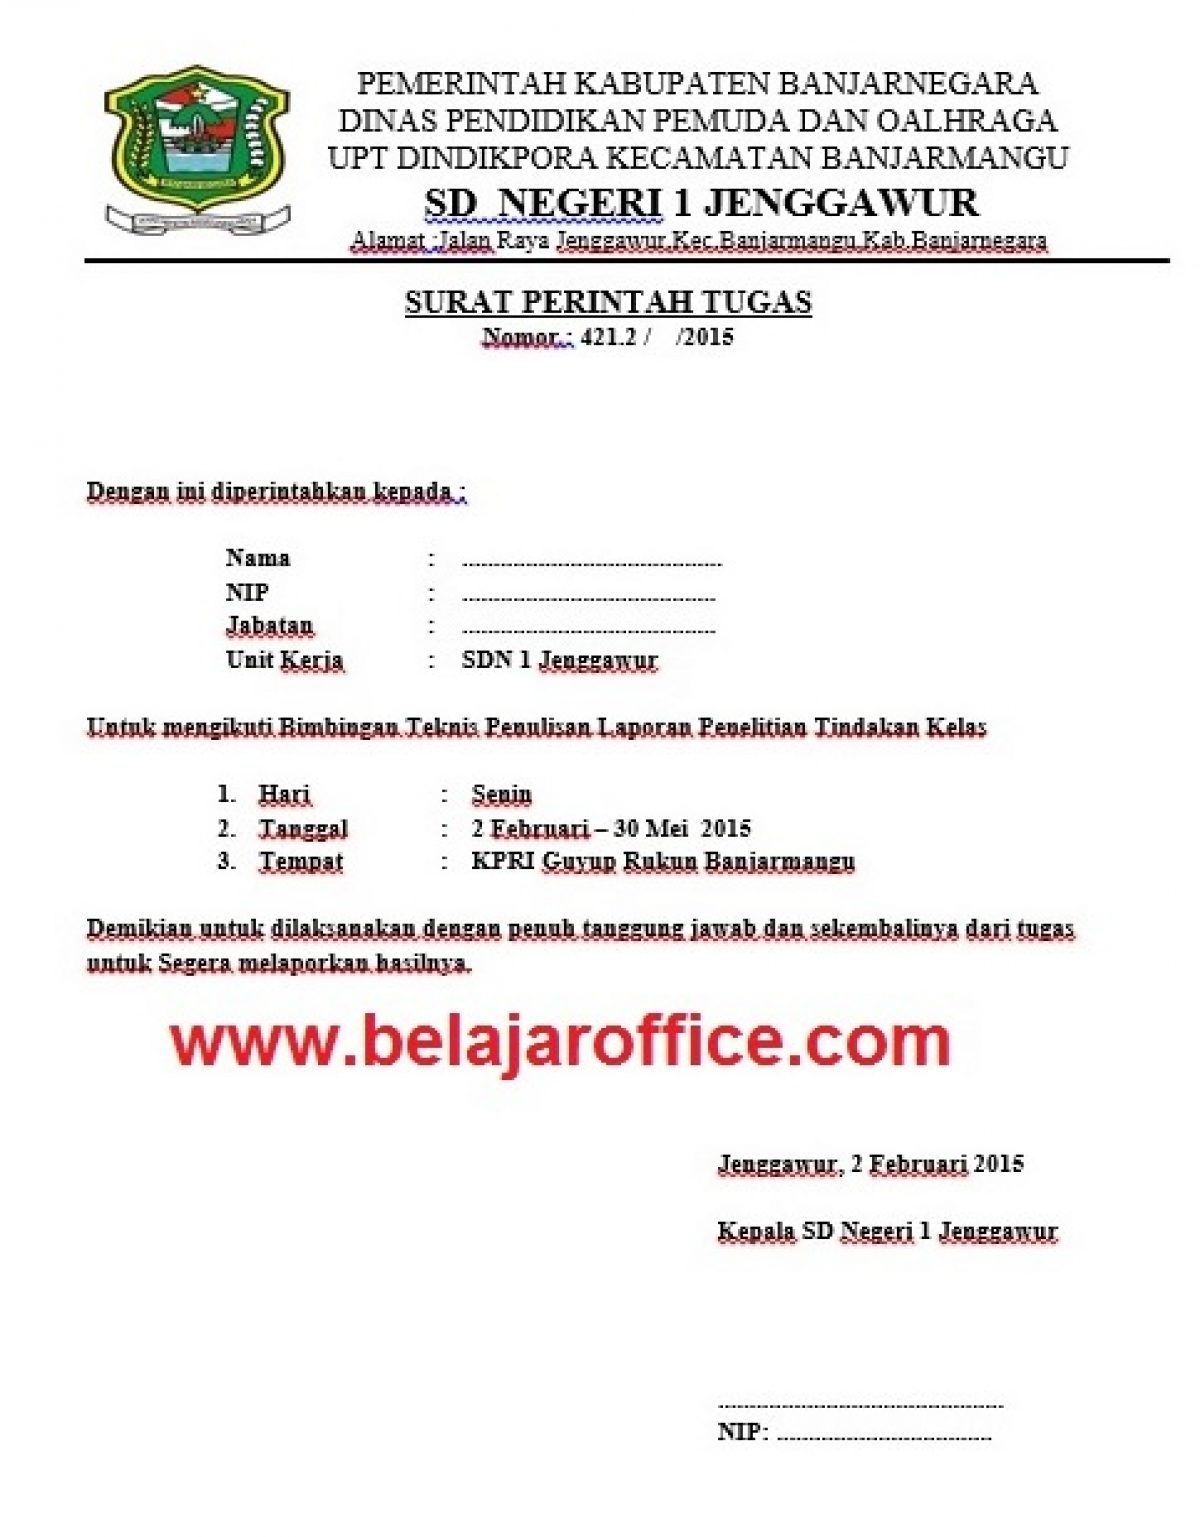 PEMERINTAH KABUPATEN BANJARNEGARA
DINAS PENDIDIKAN PEMUDA DAN OALHRAGA
UPT DINDIKPORA KECAMATAN BANJARMANGU
SD NEGERI 1 JENGGAWUR
Alamat :Jalan Raya Jenggawur,Kec.Banjarmangu,Kab.Banjarnegara
SURAT PERINTAH TUGAS
Nomor : 421.2 / /2015
Dengan ini diperintahkan kepada :
Nama : ........................................
NIP : ........................................
Jabatan : ........................................
Unit Kerja : SDN 1 Jenggawur
Untuk mengikuti Bimbingan Teknis Penulisan Laporan Penelitian Tindakan Kelas
1. Hari : Senin
2. Tanggal : 2 Februari – 30 Mei 2015
3. Tempat : KPRI Guyup Rukun Banjarmangu
Demikian untuk dilaksanakan dengan penuh tanggung jawab dan sekembalinya dari tugas
untuk Segera melaporkan hasilnya.
www.belajaroffice.com
Jenggawur, 2 Februari 2015
Kepala SD Negeri 1 Jenggawur
.............................................
NIP: ..................................